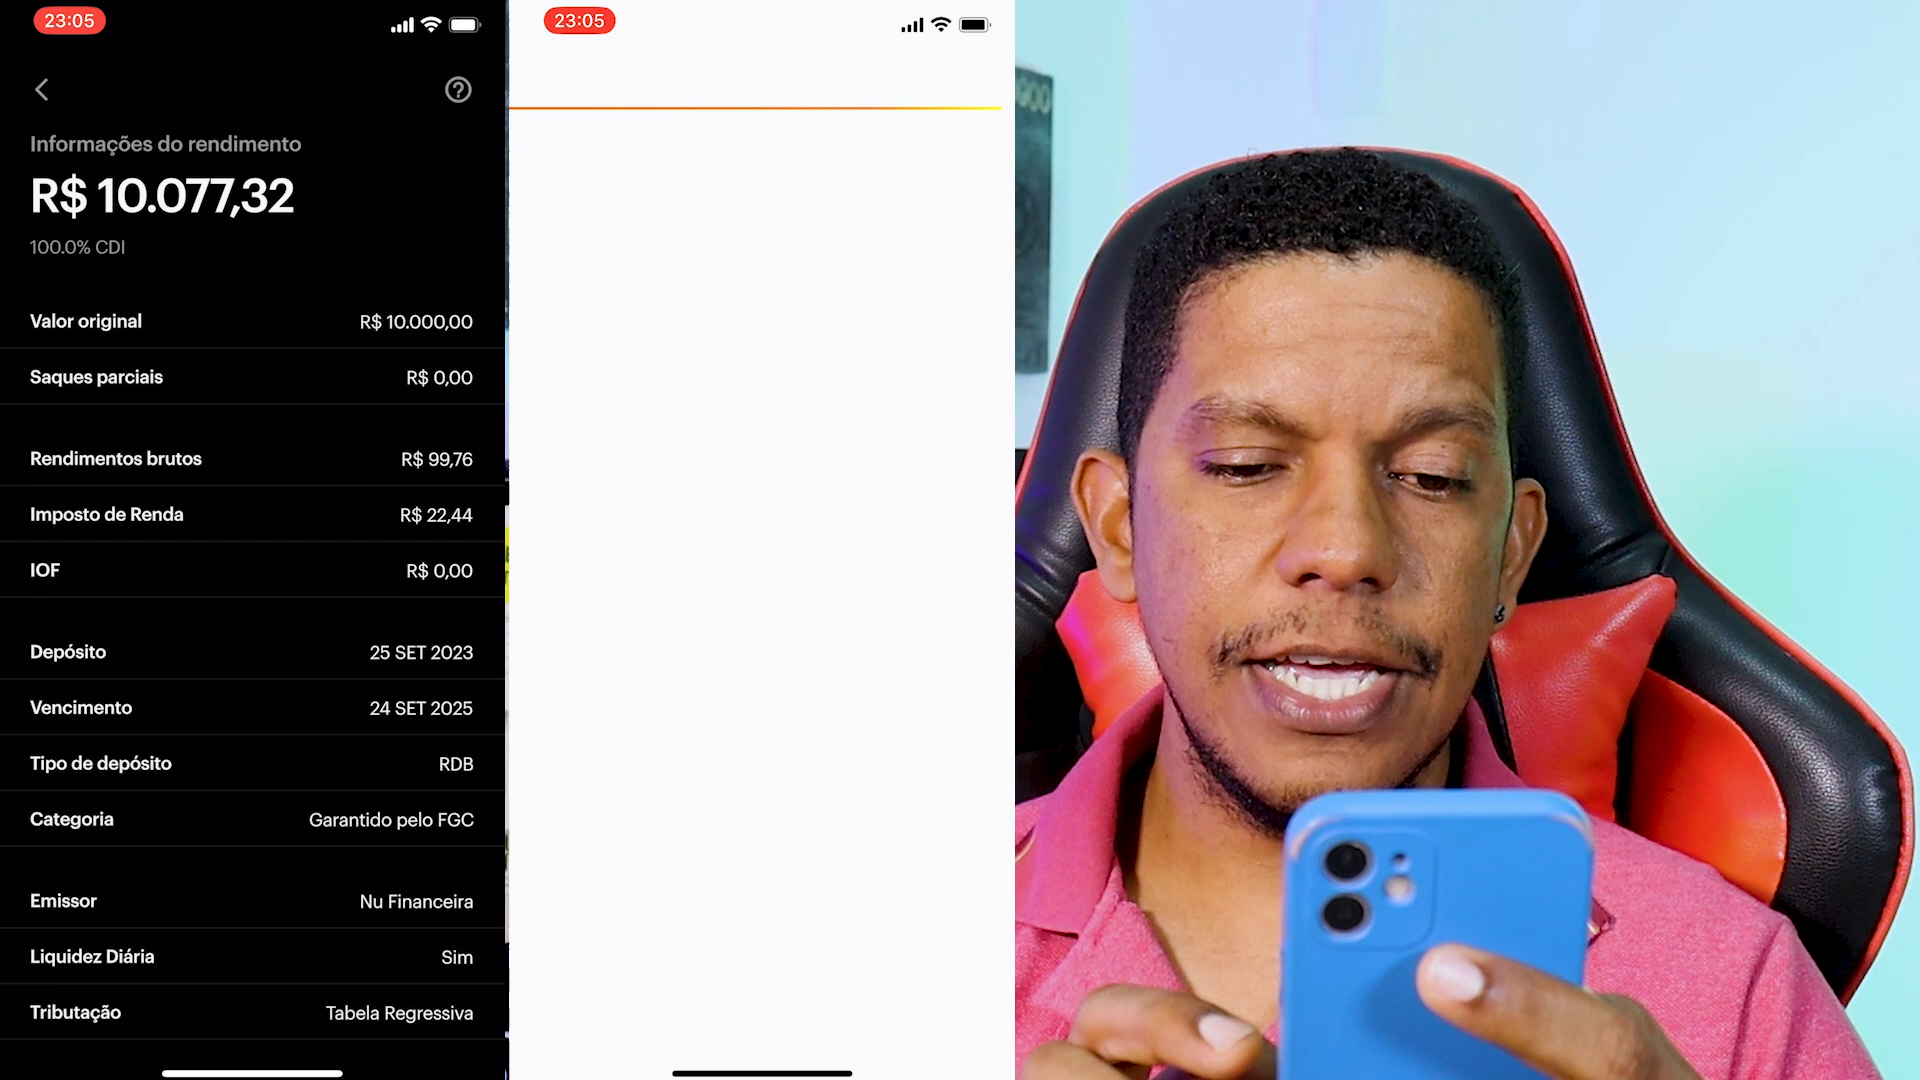 23:05
Informações do rendimento
R$ 10.077,32
100.0% CDI
Valor original R$ 10.000,00
Saques parciais R$ 0,00
Rendimentos brutos R$ 99,76
Imposto de Renda R$ 22,44
IOF R$ 0,00
Depósito 25 SET 2023
Vencimento 24 SET 2025
Tipo de depósito RDB
Categoria Garantido pelo FGC
Emissor Nu Financeira
Liquidez Diária Sim
Tributação Tabela Regressiva
23:05